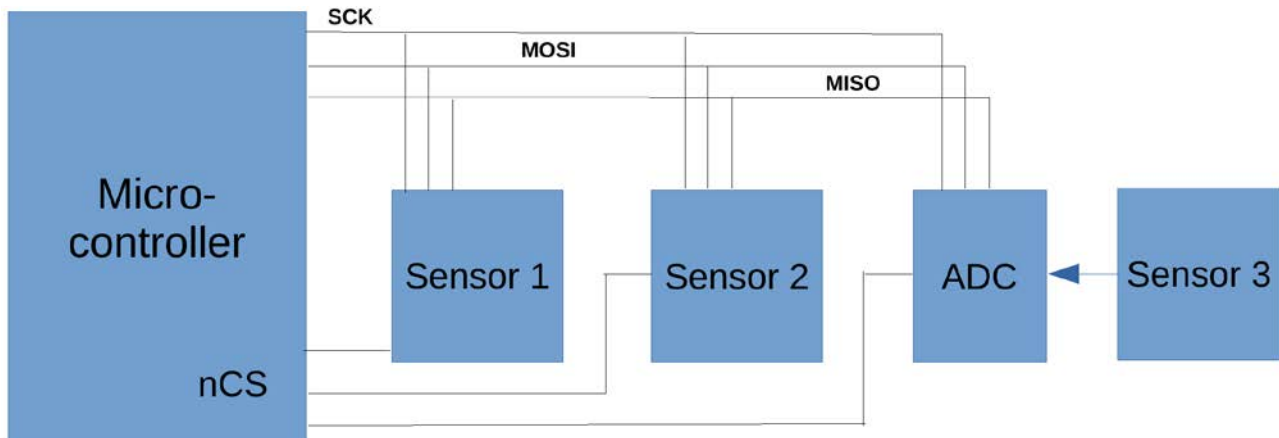 SCK
MOSI
MISO
Micro-
controller
Sensor 1
Sensor 2
ADC
Sensor 3
nCS